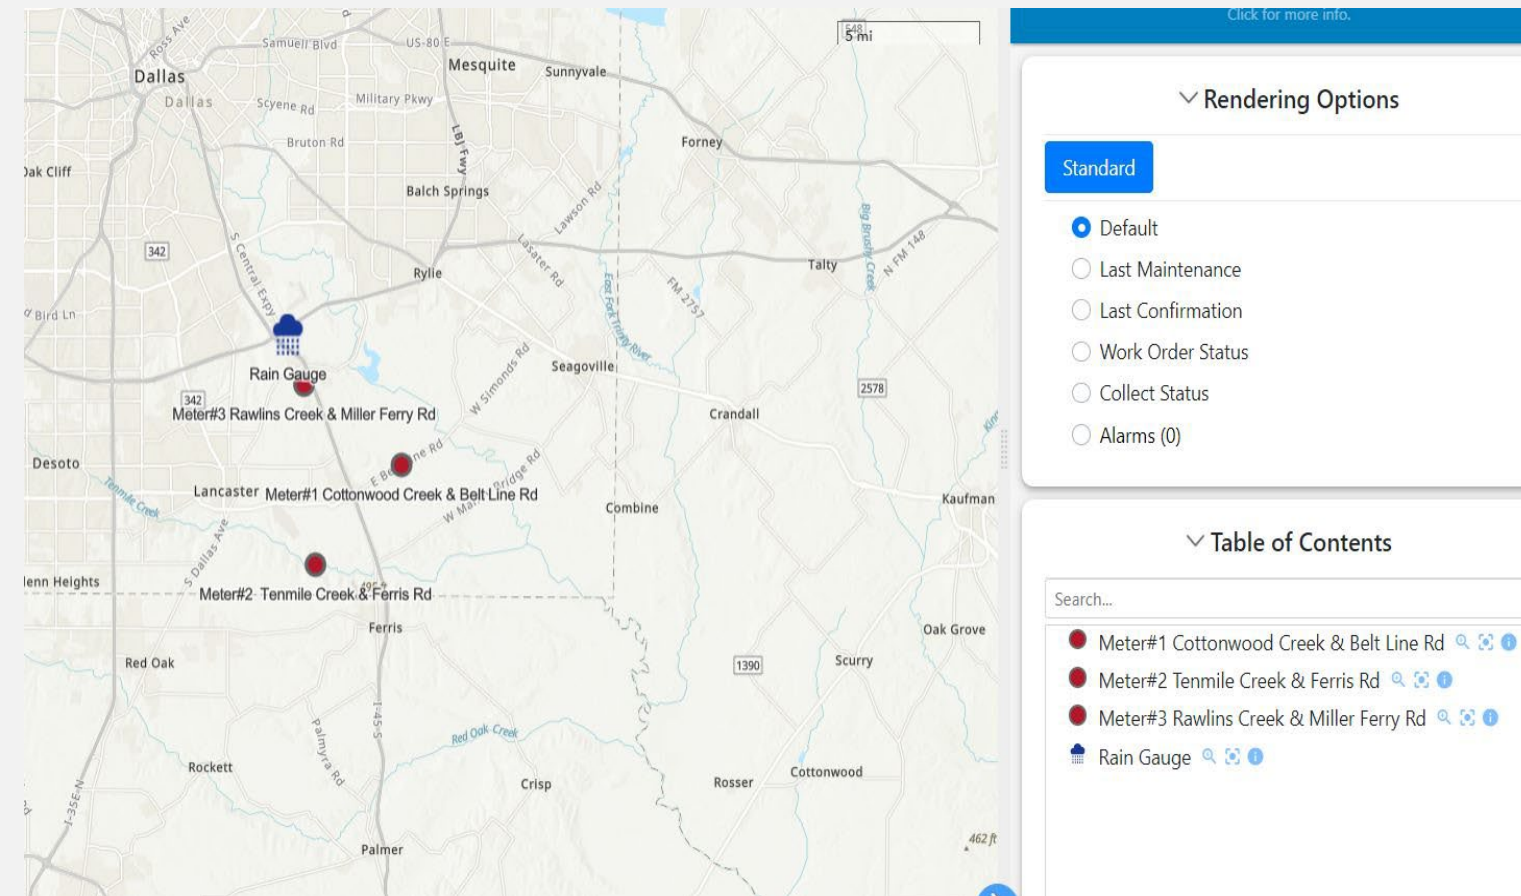 Ross Ave
Samuell Blvd
US-80 E
548
5 mi
Click for more info.
Mesquite
Sunnyvale
Dallas
Dallas
Scyene Rd
Military Pkwy
Rendering Options
Bruton Rd
LBJ Fwy
Forney
Standard
Oak Cliff
Balch Springs
Lawson Rd
Default
342
S Central Expy
Lasater Rd
Big Brushy Creek
N FM 148
Talty
Rylie
Last Maintenance
FM 2757
East Fork Trinity River
Bird Ln
Last Confirmation
Rain Gauge
W Simonds Rd
Seagoville
Work Order Status
342
2578
Collect Status
Meter#3 Rawlins Creek & Miller Ferry Rd
Crandall
Alarms (0)
Desoto
Tenmile Creek
Lancaster
Meter#1 Cottonwood Creek & Belt Line Rd
Combine
Kaufman
Table of Contents
S Dallas Ave
Meter#2 Tenmile Creek & Ferris Rd
Search...
Ferris
Oak Grove
Meter#1 Cottonwood Creek & Belt Line Rd
Red Oak
1390
Scurry
Meter#2 Tenmile Creek & Ferris Rd
I-45-S
Meter#3 Rawlins Creek & Miller Ferry Rd
Palmyra Rd
Red Oak Creek
Rain Gauge
Rockett
Crisp
Rosser
Cottonwood
I-35E-N
462 ft
Palmer